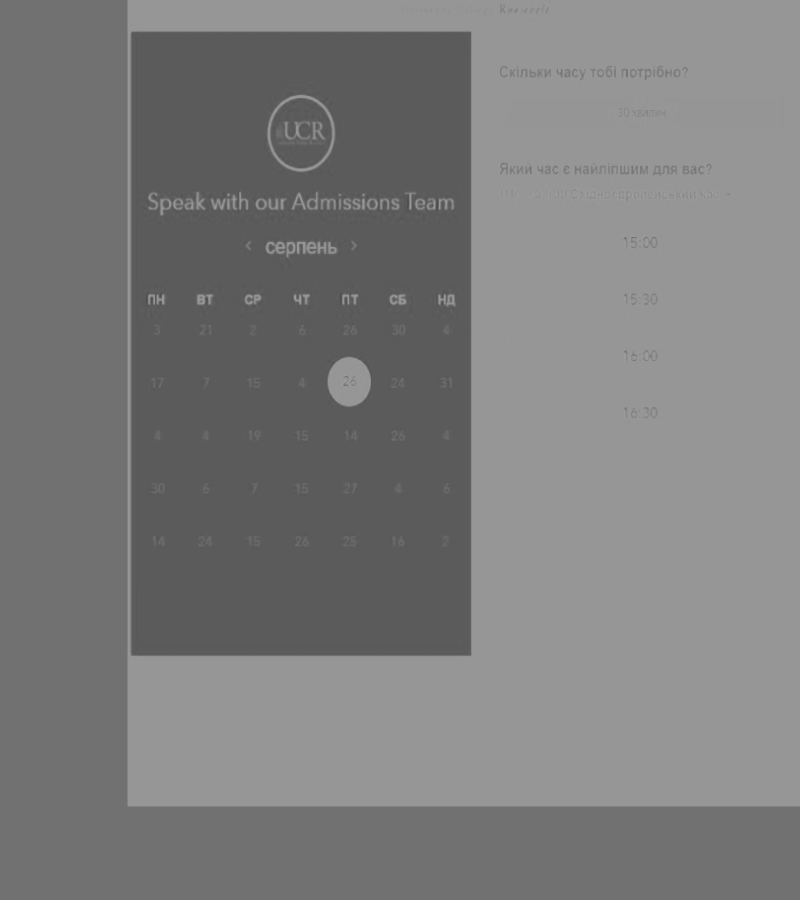 Roosevelt
UCR
Speak with our Admissions Team
< серпень >
ПН ВТ СР ЧТ ПТ СБ НД
3 21 2 6 26 30 4
17 7 15 4 26 24 31
4 4 19 15 14 26 4
30 6 7 15 27 4 6
14 24 15 26 25 16 2
Скільки часу тобі потрібно?
30 хвилин
Який час є найліпшим для вас?
15:00
15:30
16:00
16:30